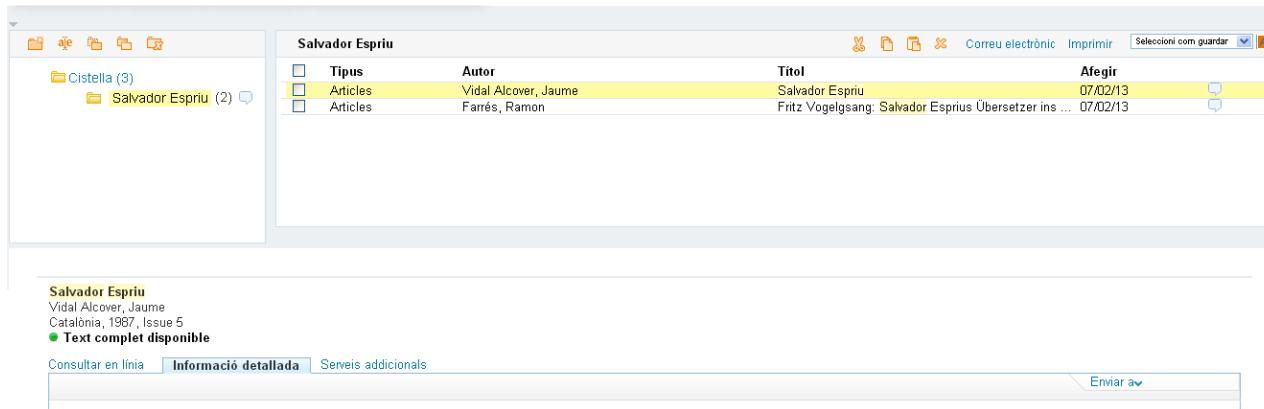 Salvador Espriu
Correu electrònic Imprimir Seleccioni com guardar
Cistella (3)
Salvador Espriu (2)
Tipus Autor Títol Afegir
Articles Vidal Alcover, Jaume Salvador Espriu 07/02/13
Articles Farrés, Ramon Fritz Vogelgsang: Salvador Esprius Übersetzer ins ... 07/02/13
Salvador Espriu
Vidal Alcover, Jaume
Catalònia, 1987, Issue 5
Text complet disponible
Consultar en línia Informació detallada Serveis addicionals
Enviar a